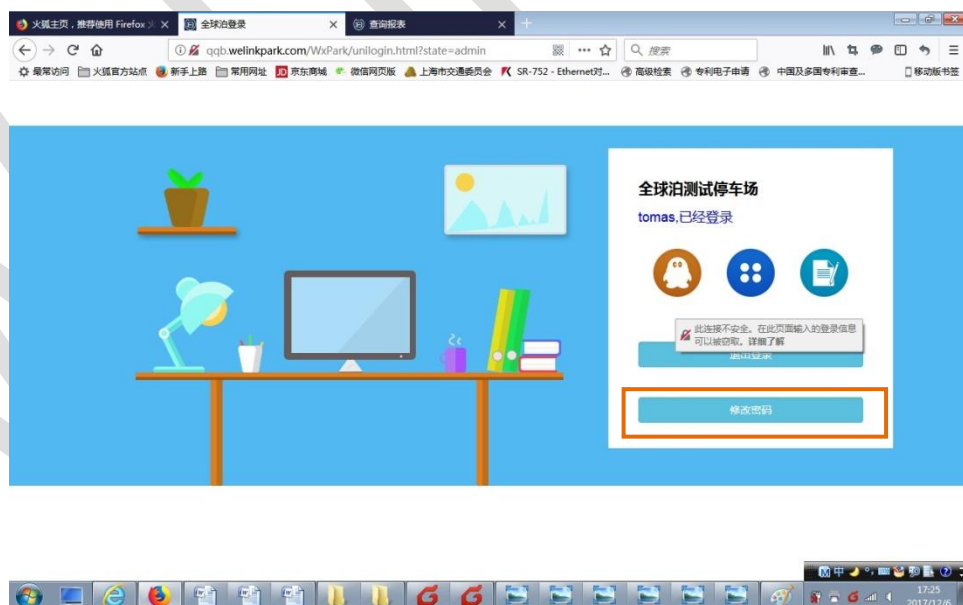 火狐主页，推荐使用 Firefox 火
全球泊登录
查询报表
qqb.welinkpark.com/WxPark/unilogin.html?state=admin
搜索
最常访问
火狐官方站点
新手上路
常用网址
JD 京东商城
微信网页版
上海市交通委员会
SR-752 - Ethernet对...
高级检索
专利电子申请
中国及多国专利审查...
移动版书签
全球泊测试停车场
tomas,已经登录
此连接不安全。在此页面输入的登录信息
可以被窃取。详细了解
退出登录
修改密码
中
17:25
2017/12/6